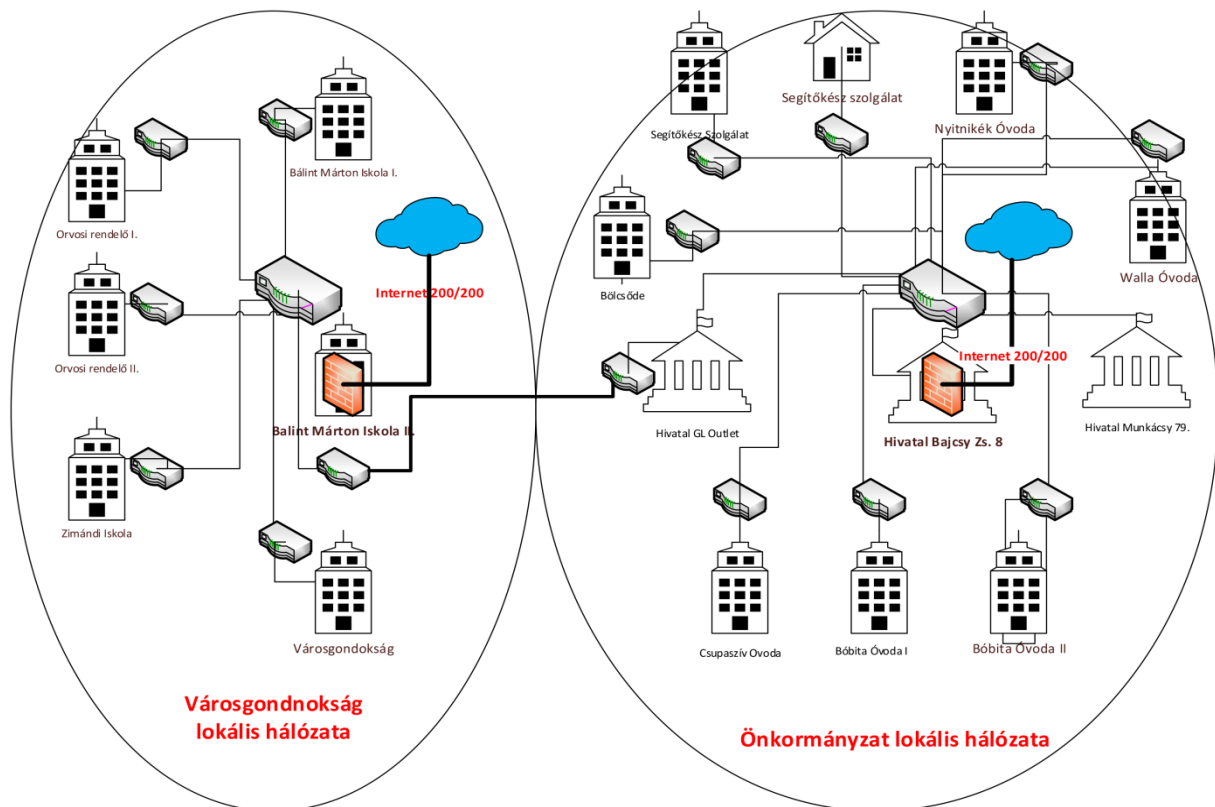 Bálint Márton Iskola I.
Orvosi rendelő I.
Internet 200/200
Orvosi rendelő II.
Balint Márton Iskola II.
Zimándi Iskola
Városgondokság
Városgondnokság
lokális hálózata
Segítőkész Szolgálat
Segítőkész szolgálat
Nyitnikék Óvoda
Bölcsőde
Walla Óvoda
Internet 200/200
Hivatal GL Outlet
Hivatal Bajcsy Zs. 8
Hivatal Munkácsy 79.
Csupaszív Ovoda
Bóbita Óvoda I
Bóbita Óvoda II
Önkormányzat lokális hálózata